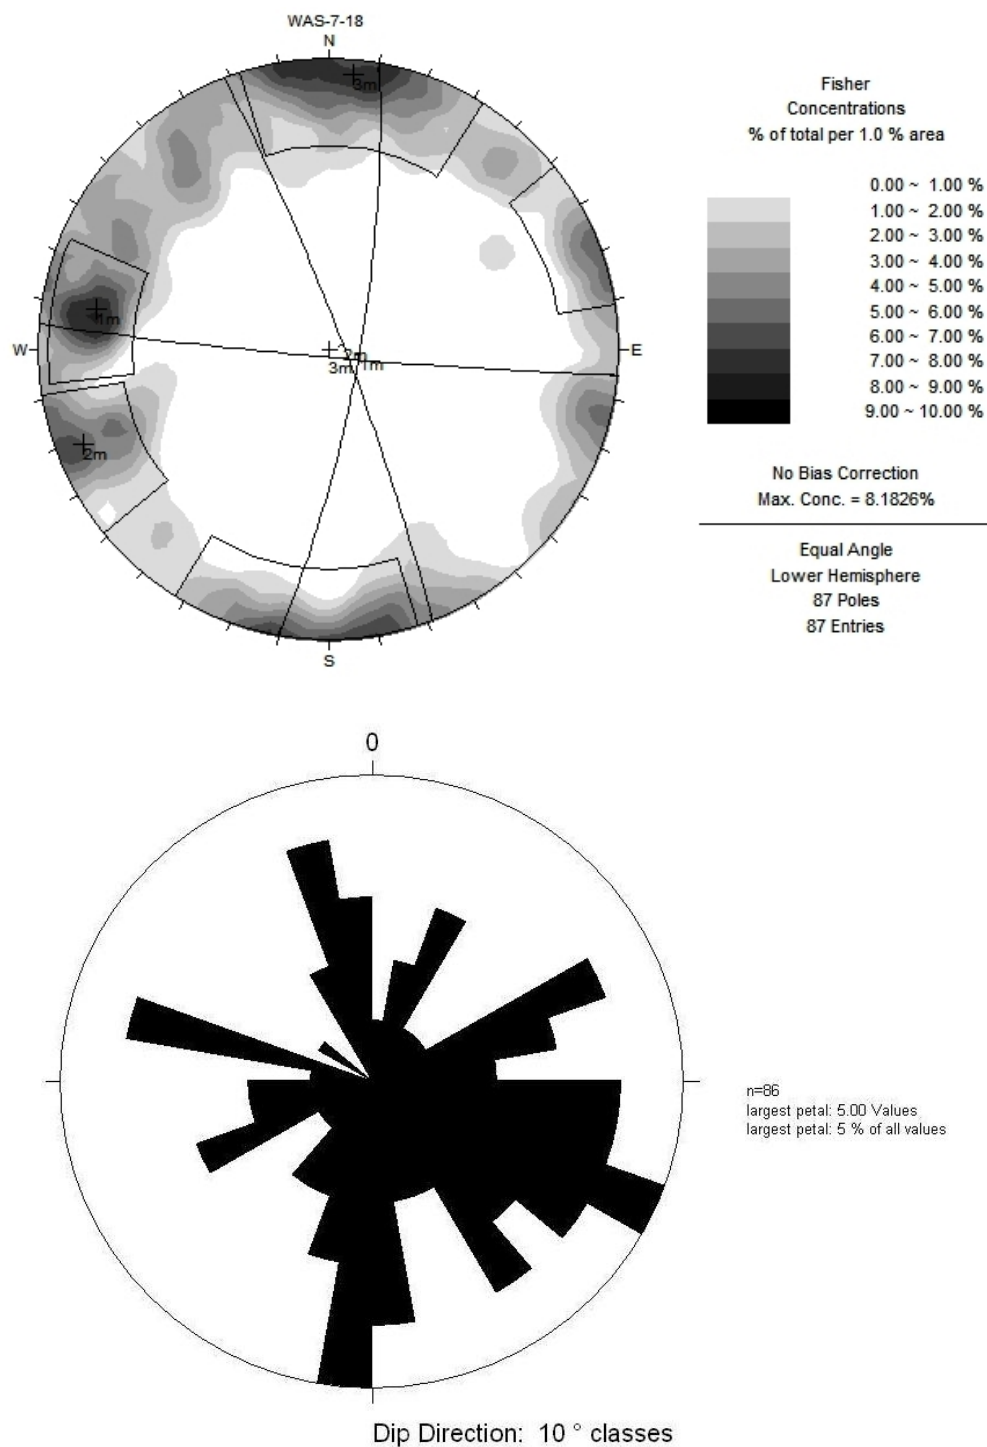 WAS-7-18
N
3m
W
E
1m
2m
3m
1m
2m
S
Fisher
Concentrations
% of total per 1.0 % area
0.00 ~ 1.00 %
1.00 ~ 2.00 %
2.00 ~ 3.00 %
3.00 ~ 4.00 %
4.00 ~ 5.00 %
5.00 ~ 6.00 %
6.00 ~ 7.00 %
7.00 ~ 8.00 %
8.00 ~ 9.00 %
9.00 ~ 10.00 %
No Bias Correction
Max. Conc. = 8.1826%
Equal Angle
Lower Hemisphere
87 Poles
87 Entries
0
n=86
largest petal: 5.00 Values
largest petal: 5 % of all values
Dip Direction: 10 ° classes